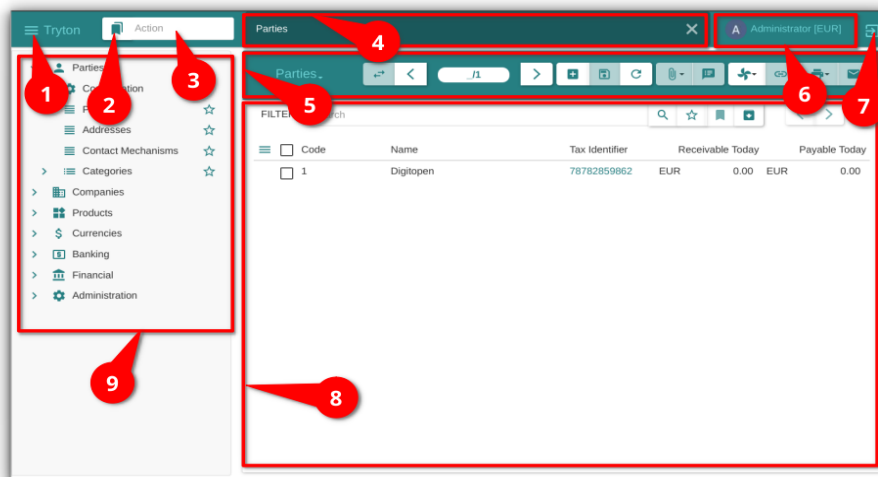 Tryton
Action
Parties
A Administrator [EUR]
4
1
2
3
5
6
7
Parties
Parties
_/1
FILTE
rch
Addresses
Contact Mechanisms
Categories
Companies
Products
$ Currencies
Banking
Financial
Administration
Code Name Tax Identifier Receivable Today Payable Today
1 Digitopen 78782859862 EUR 0.00 EUR 0.00
9
8